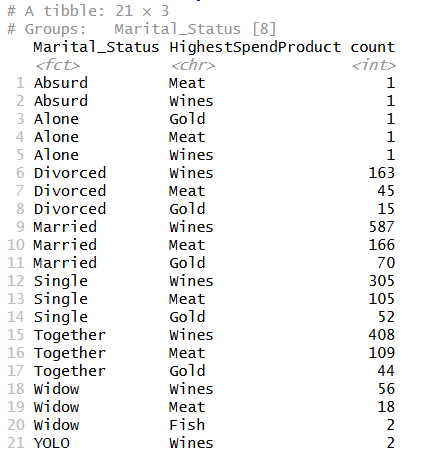 # A tibble: 21 × 3
# Groups:   Marital_Status [8]
   Marital_Status HighestSpendProduct count
   <fct>          <chr>               <int>
 1 Absurd         Meat                    1
 2 Absurd         Wines                   1
 3 Alone          Gold                    1
 4 Alone          Meat                    1
 5 Alone          Wines                   1
 6 Divorced       Wines                 163
 7 Divorced       Meat                   45
 8 Divorced       Gold                   15
 9 Married        Wines                 587
10 Married        Meat                  166
11 Married        Gold                   70
12 Single         Wines                 305
13 Single         Meat                  105
14 Single         Gold                   52
15 Together       Wines                 408
16 Together       Meat                  109
17 Together       Gold                   44
18 Widow          Wines                  56
19 Widow          Meat                   18
20 Widow          Fish                    2
21 YOLO           Wines                   2